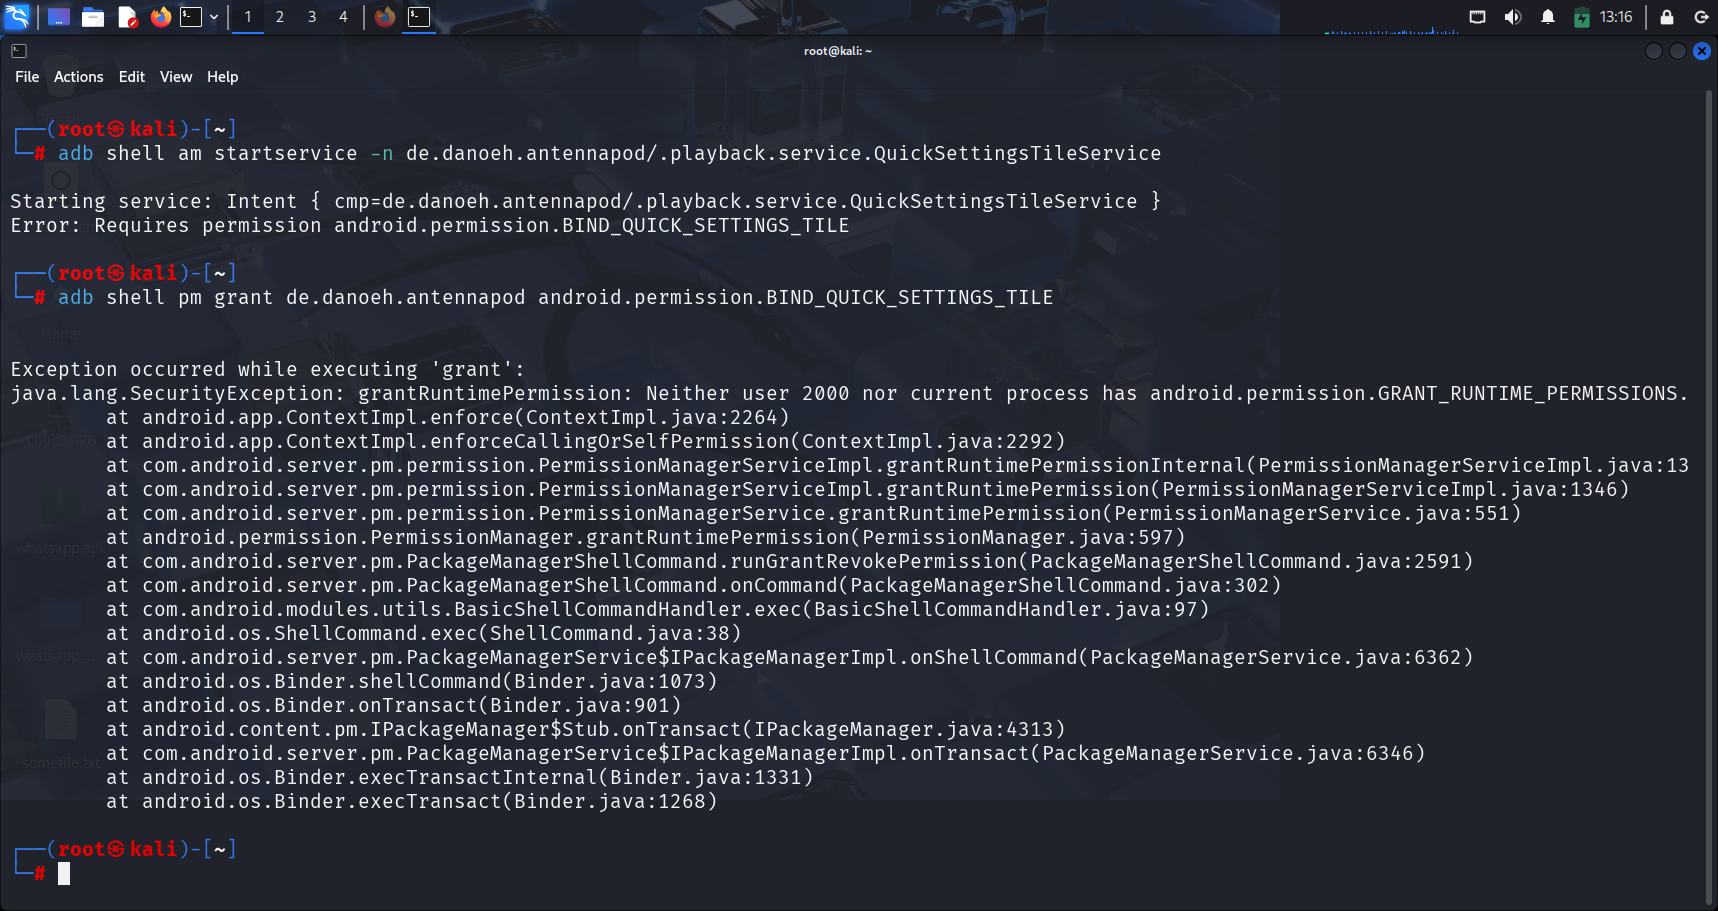 1 2 3 4
13:16
root@kali: ~
File Actions Edit View Help
┌──(root㉿kali)-[~]
└─# adb shell am startservice -n de.danoeh.antennapod/.playback.service.QuickSettingsTileService
Starting service: Intent { cmp=de.danoeh.antennapod/.playback.service.QuickSettingsTileService }
Error: Requires permission android.permission.BIND_QUICK_SETTINGS_TILE
┌──(root㉿kali)-[~]
└─# adb shell pm grant de.danoeh.antennapod android.permission.BIND_QUICK_SETTINGS_TILE
Home
Exception occurred while executing 'grant':
java.lang.SecurityException: grantRuntimePermission: Neither user 2000 nor current process has android.permission.GRANT_RUNTIME_PERMISSIONS.
at android.app.ContextImpl.enforce(ContextImpl.java:2264)
at android.app.ContextImpl.enforceCallingOrSelfPermission(ContextImpl.java:2292)
at com.android.server.pm.permission.PermissionManagerServiceImpl.grantRuntimePermissionInternal(PermissionManagerServiceImpl.java:13
at com.android.server.pm.permission.PermissionManagerServiceImpl.grantRuntimePermission(PermissionManagerServiceImpl.java:1346)
at com.android.server.pm.permission.PermissionManagerService.grantRuntimePermission(PermissionManagerService.java:551)
at android.permission.PermissionManager.grantRuntimePermission(PermissionManager.java:597)
whatsapp.apk
at com.android.server.pm.PackageManagerShellCommand.runGrantRevokePermission(PackageManagerShellCommand.java:2591)
at com.android.server.pm.PackageManagerShellCommand.onCommand(PackageManagerShellCommand.java:302)
at com.android.modules.utils.BasicShellCommandHandler.exec(BasicShellCommandHandler.java:97)
at android.os.ShellCommand.exec(ShellCommand.java:38)
whatsapp_...
at com.android.server.pm.PackageManagerService$IPackageManagerImpl.onShellCommand(PackageManagerService.java:6362)
at android.os.Binder.shellCommand(Binder.java:1073)
at android.os.Binder.onTransact(Binder.java:901)
at android.content.pm.IPackageManager$Stub.onTransact(IPackageManager.java:4313)
at com.android.server.pm.PackageManagerService$IPackageManagerImpl.onTransact(PackageManagerService.java:6346)
somefile.txt
at android.os.Binder.execTransactInternal(Binder.java:1331)
at android.os.Binder.execTransact(Binder.java:1268)
┌──(root㉿kali)-[~]
└─#